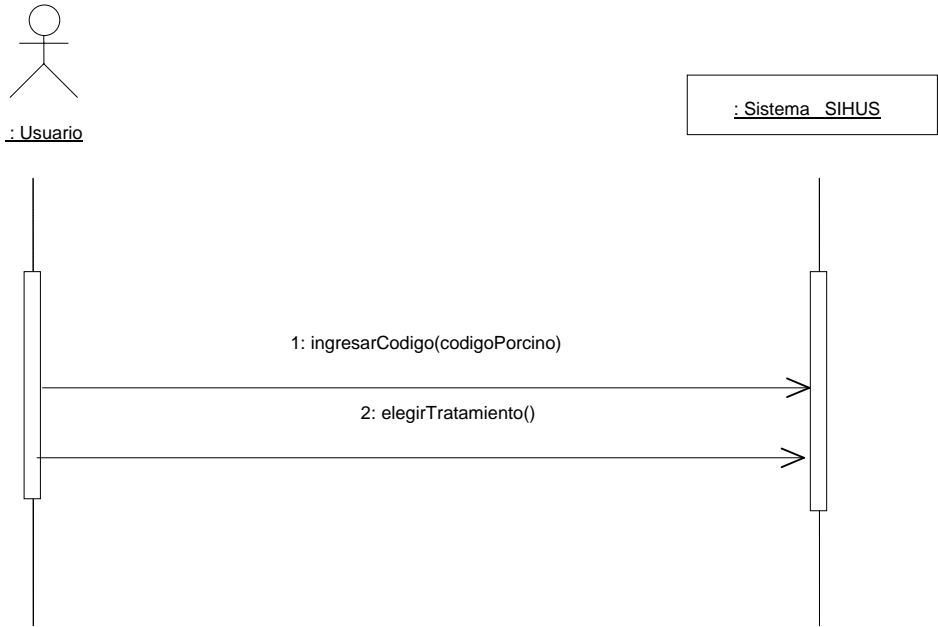 : Usuario
: Sistema SIHUS
1: ingresarCodigo(codigoPorcino)
2: elegirTratamiento()